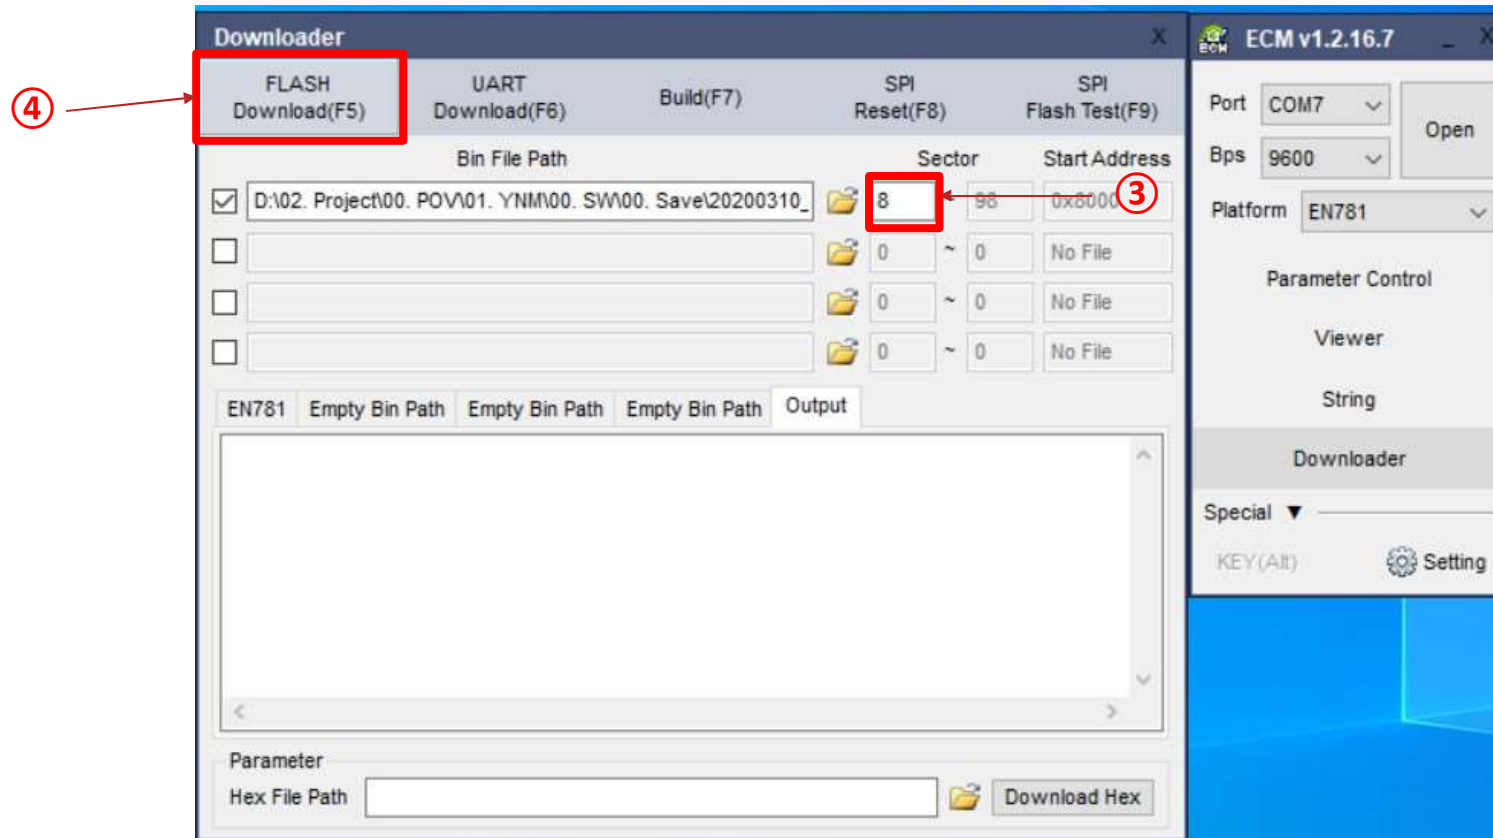 Downloader X
FLASH
Download(F5)
UART
Download(F6)
Build(F7)
SPI
Reset(F8)
SPI
Flash Test(F9)
④
Bin File Path Sector Start Address
D:\02. Project\00. POV\01. YNM\00. SW\00. Save\20200310_ 8 98 0x8000 ③
0 ~ 0 No File
0 ~ 0 No File
0 ~ 0 No File
EN781 Empty Bin Path Empty Bin Path Empty Bin Path Output
Parameter
Hex File Path Download Hex
ECM ECM v1.2.16.7 _ X
Port COM7 Open
Bps 9600
Platform EN781
Parameter Control
Viewer
String
Downloader
Special ▼
KEY(Alt) Setting